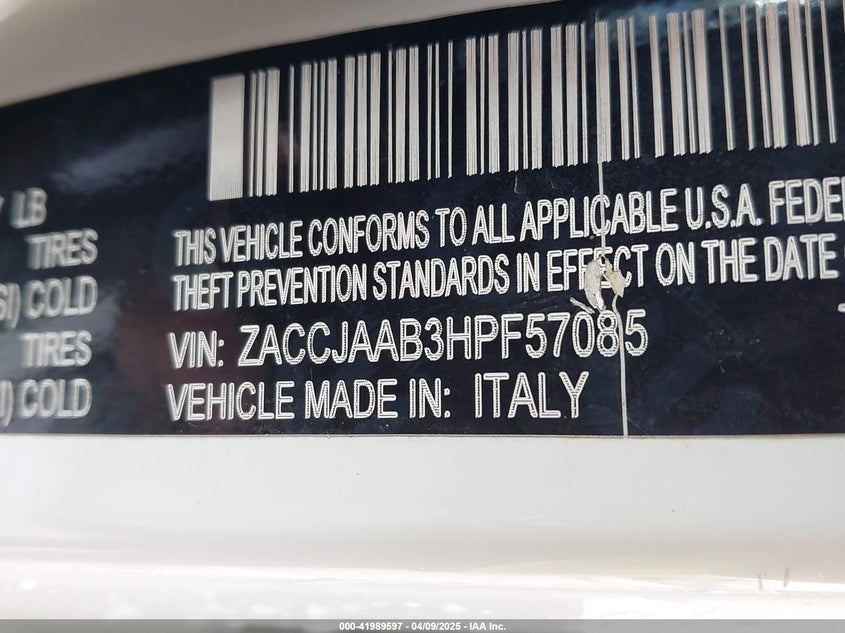 LB
TIRES
SI) COLD
TIRES
I) COLD
THIS VEHICLE CONFORMS TO ALL APPLICABLE U.S.A. FEDE
THEFT PREVENTION STANDARDS IN EFFECT ON THE DATE
VIN: ZACCJAAB3HPF57085
VEHICLE MADE IN: ITALY
000-41989597 - 04/09/2025 - IAA Inc.